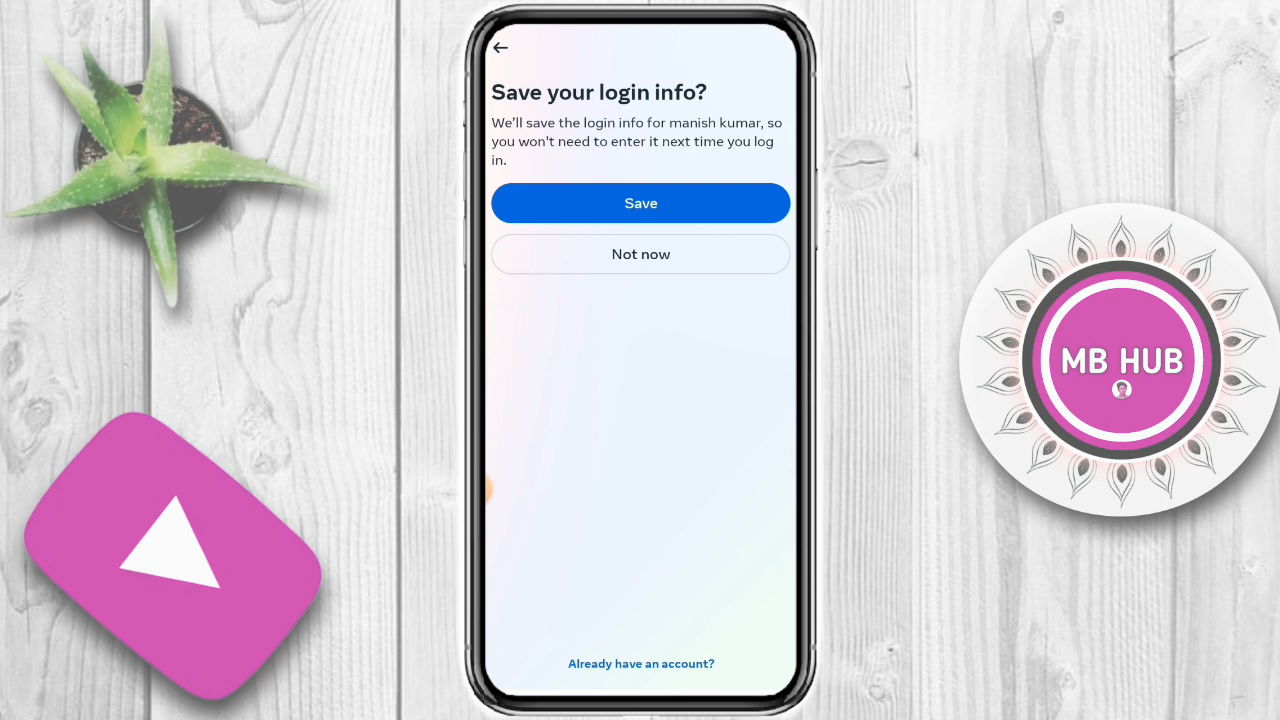 Save your login info?
We'll save the login info for manish kumar, so
you won't need to enter it next time you log
in.
Save
Not now
Already have an account?
MB HUB